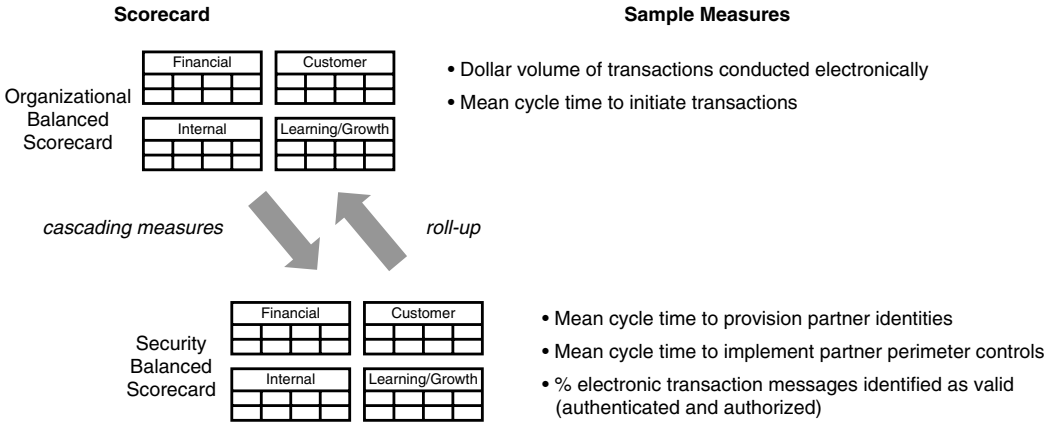 Scorecard
Sample Measures
Organizational
Balanced
Scorecard
Financial
Customer
Internal
Learning/Growth
• Dollar volume of transactions conducted electronically
• Mean cycle time to initiate transactions
cascading measures
roll-up
Security
Balanced
Scorecard
Financial
Customer
Internal
Learning/Growth
• Mean cycle time to provision partner identities
• Mean cycle time to implement partner perimeter controls
• % electronic transaction messages identified as valid
(authenticated and authorized)